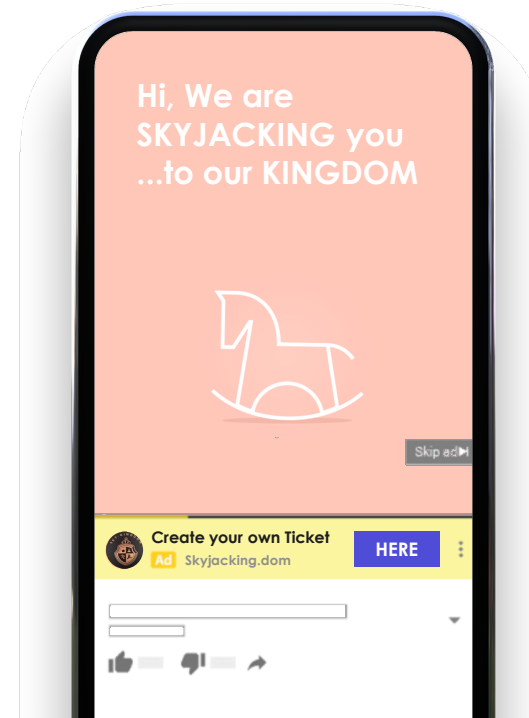 Hi, We are
SKYJACKING you
...to our KINGDOM
Skip ad
Create your own Ticket
HERE
Ad Skyjacking.dom